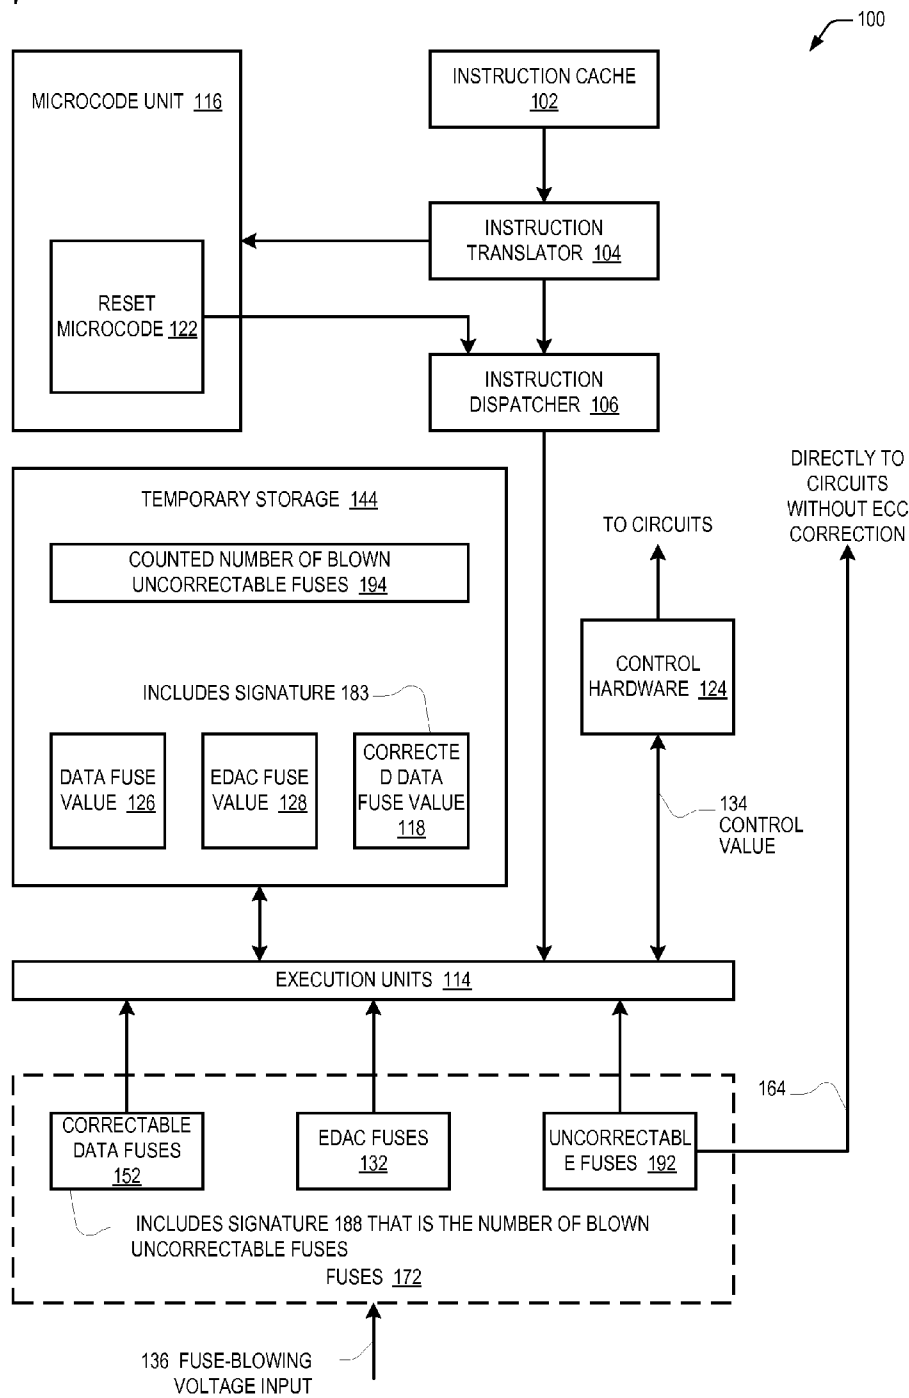 100
MICROCODE UNIT 116
INSTRUCTION CACHE
102
INSTRUCTION
TRANSLATOR 104
RESET
MICROCODE 122
INSTRUCTION
DISPATCHER 106
DIRECTLY TO
CIRCUITS
WITHOUT ECC
CORRECTION
TEMPORARY STORAGE 144
TO CIRCUITS
COUNTED NUMBER OF BLOWN
UNCORRECTABLE FUSES 194
CONTROL
HARDWARE 124
INCLUDES SIGNATURE 183
DATA FUSE
VALUE 126
EDAC FUSE
VALUE 128
CORRECTE
D DATA
FUSE VALUE
118
134
CONTROL
VALUE
EXECUTION UNITS 114
164
CORRECTABLE
DATA FUSES
152
EDAC FUSES
132
UNCORRECTABL
E FUSES 192
INCLUDES SIGNATURE 188 THAT IS THE NUMBER OF BLOWN
UNCORRECTABLE FUSES
FUSES 172
136 FUSE-BLOWING
VOLTAGE INPUT